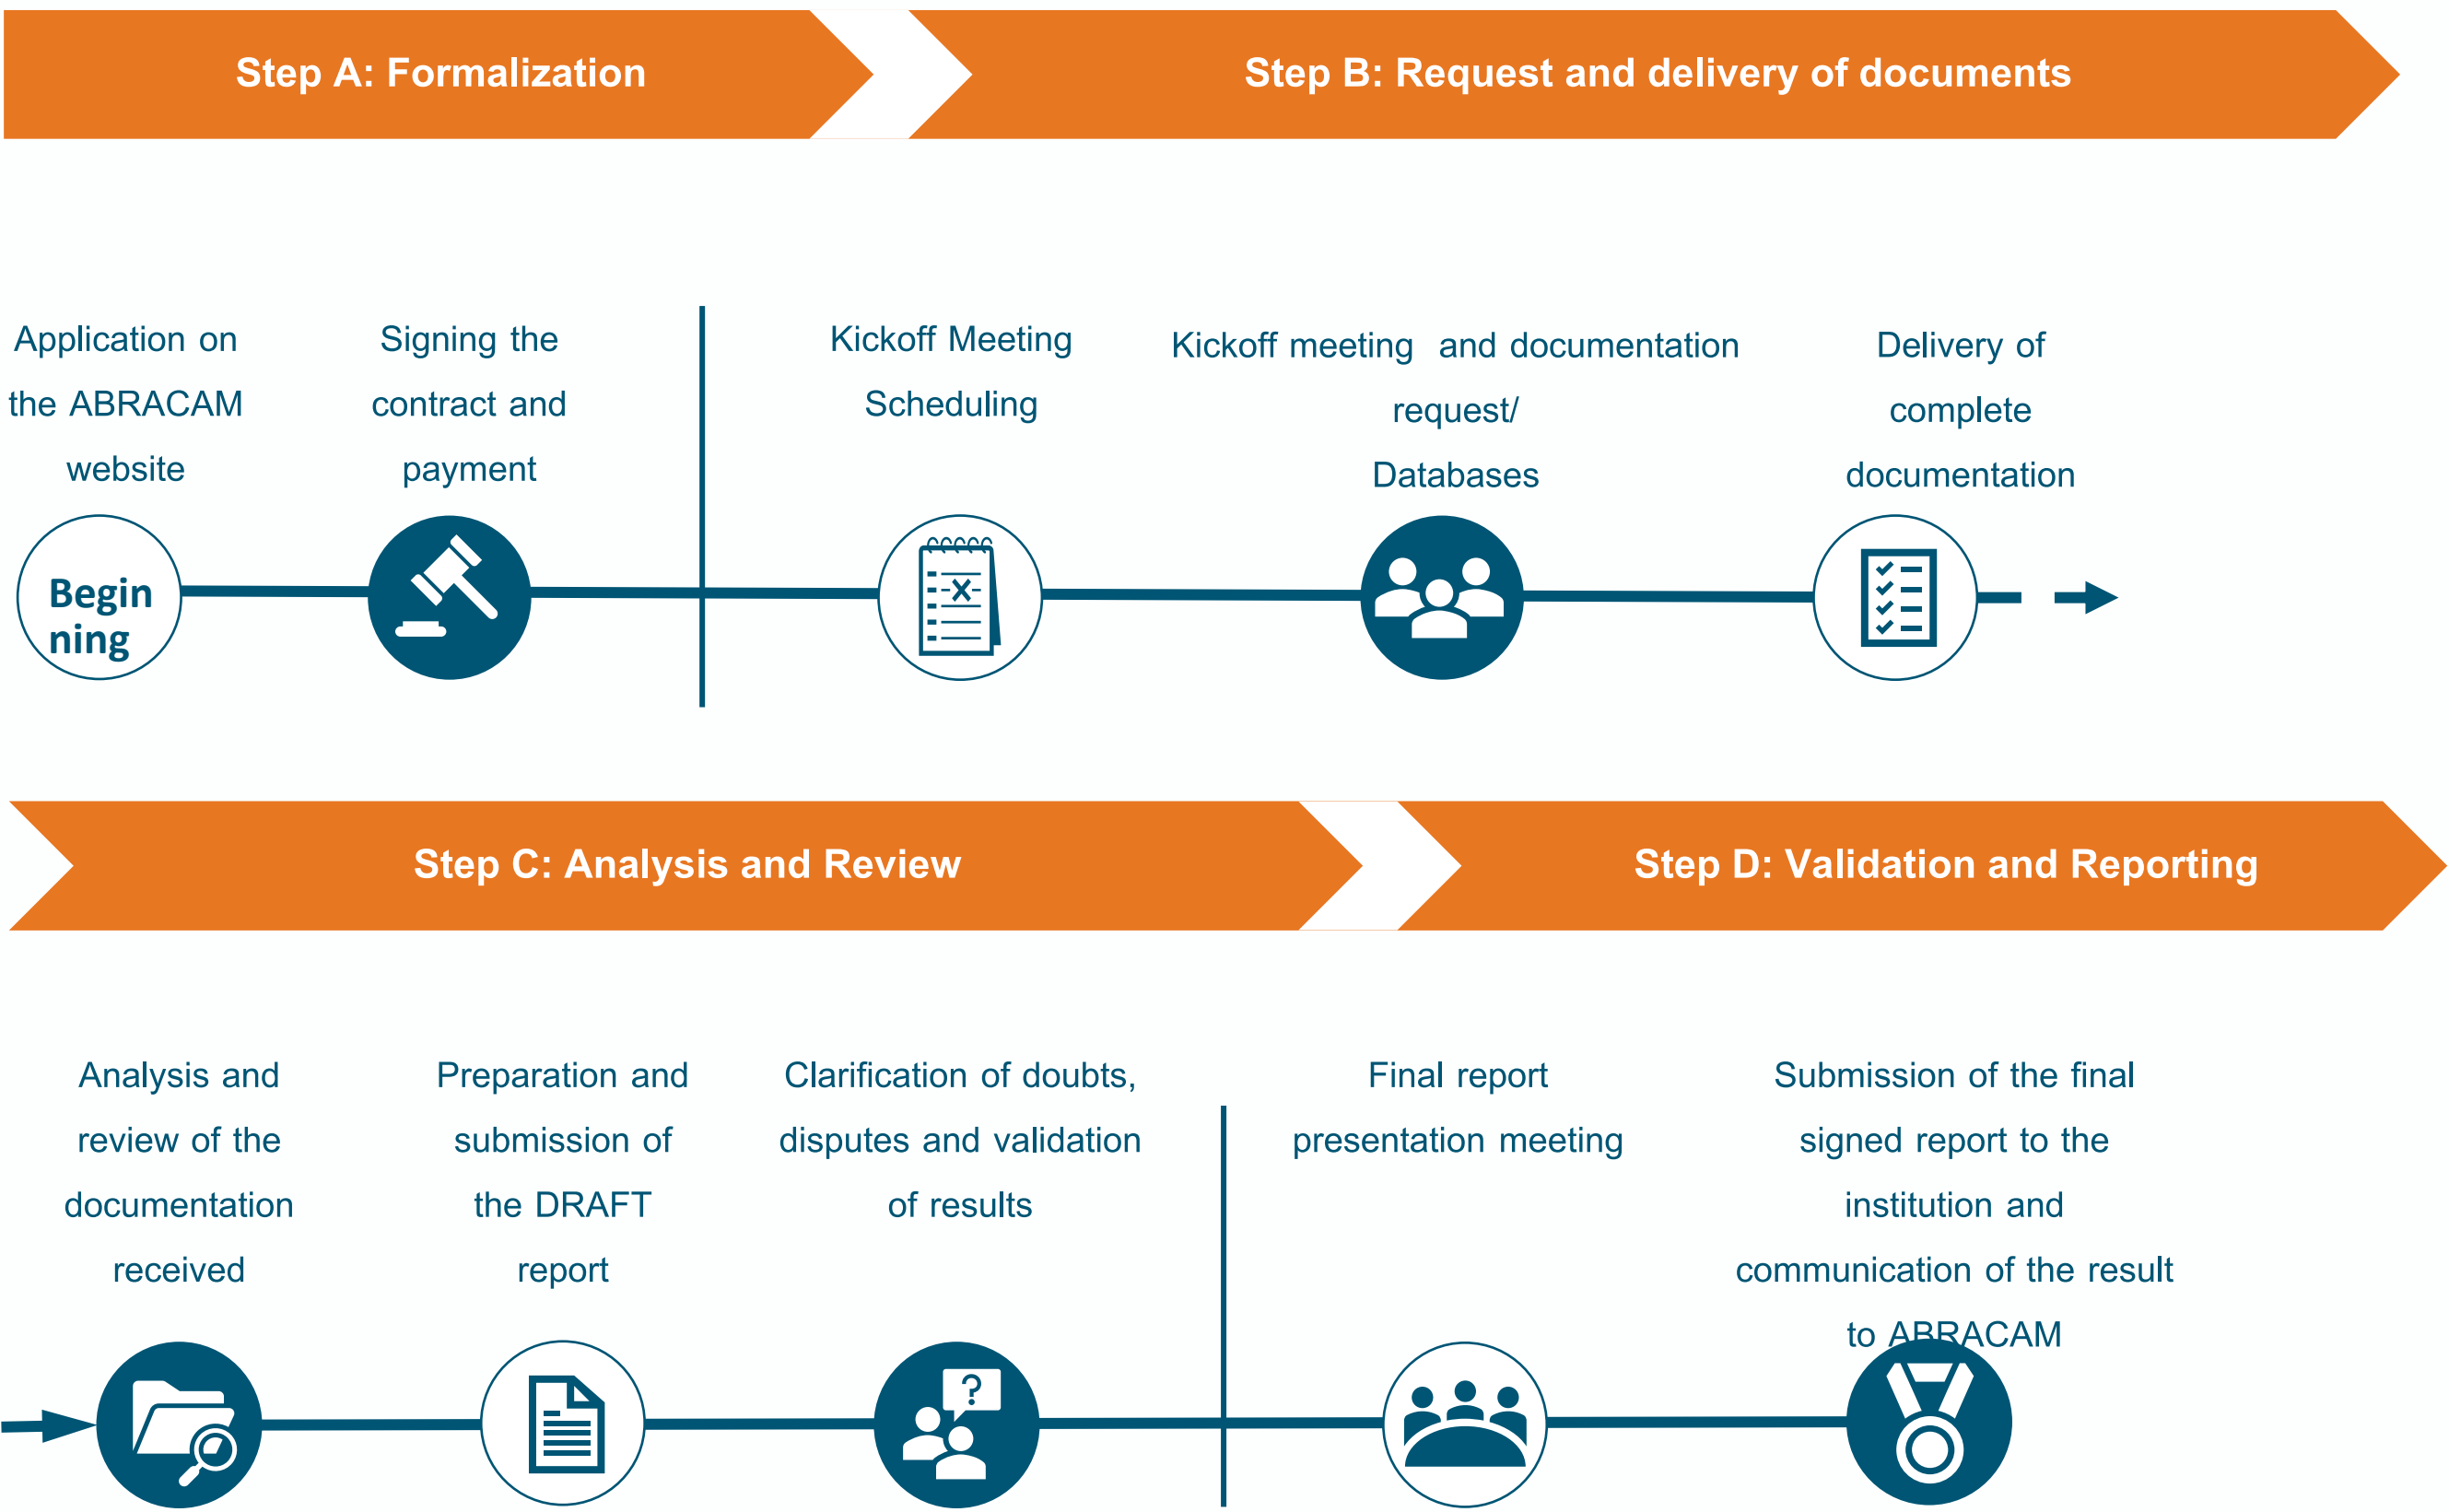 Step A: Formalization
Step B: Request and delivery of documents
Application on
the ABRACAM
website
Signing the
contract and
payment
Kickoff Meeting
Scheduling
Kickoff meeting and documentation
request/
Databases
Delivery of
complete
documentation
Begin
ning
Step C: Analysis and Review
Step D: Validation and Reporting
Analysis and
review of the
documentation
received
Preparation and
submission of
the DRAFT
report
Clarification of doubts,
disputes and validation
of results
Final report
presentation meeting
Submission of the final
signed report to the
institution and
communication of the result
to ABRACAM
?